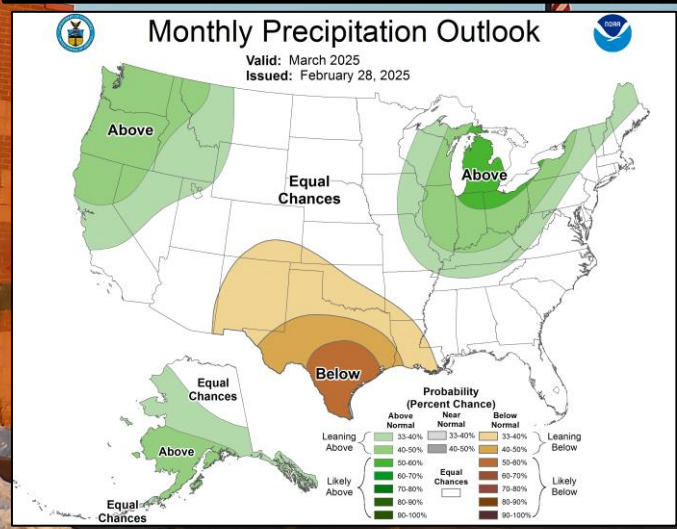 NOAA
Monthly Precipitation Outlook
Valid: March 2025
Issued: February 28, 2025
Above
Equal
Chances
Above
Below
Equal
Chances
Above
Equal
Chances
Probability
(Percent Chance)
Above Normal
Near Normal
Below Normal
Leaning Above
33-40% 33-40% 33-40%
40-50% 40-50% 40-50%
Leaning Below
Likely Above
50-60% 50-60%
60-70% Equal Chances 60-70%
70-80% 70-80%
80-90% 80-90%
90-100% 90-100%
Likely Below